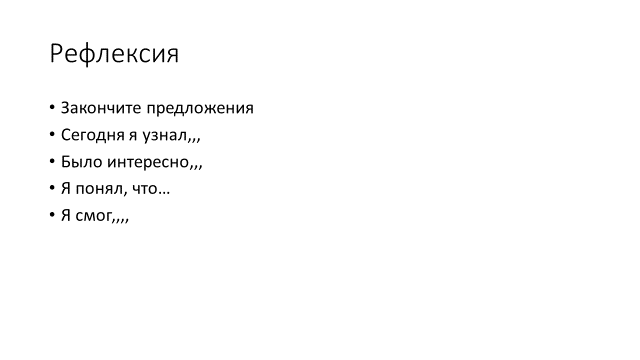 Рефлексия
• Закончите предложения
• Сегодня я узнал,,,
• Было интересно,,,
• Я понял, что…
• Я смог,,,,